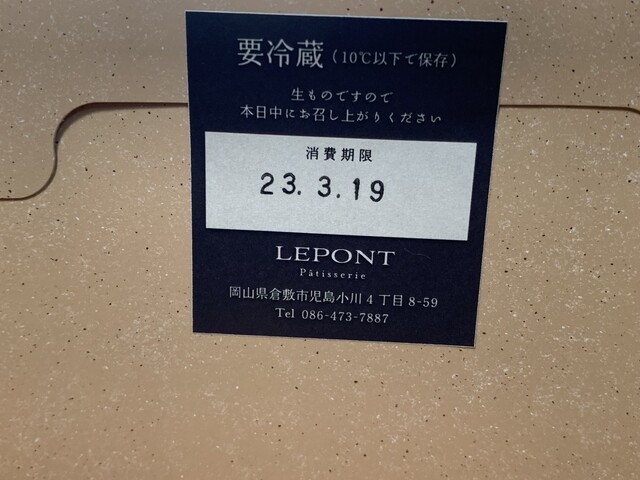 要冷蔵(10℃以下で保存)
生ものですので
本日中にお召し上がりください
消費期限
23. 3. 19
LEPONT
Pâtisserie
岡山県倉敷市児島小川4丁目8-59
Tel 086-473-7887